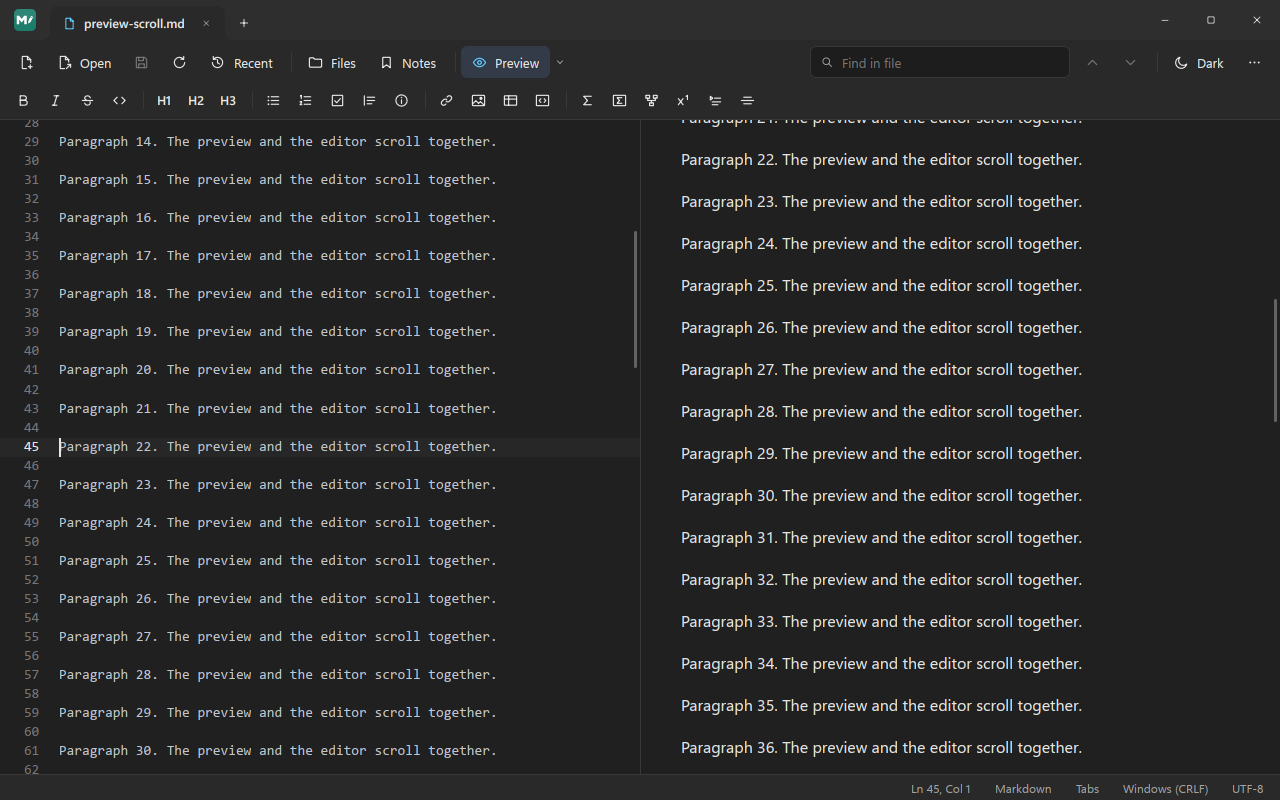 M
preview-scroll.md
Open
Recent
Files
Notes
Preview
Find in file
Dark
B I S H1 H2 H3
28
29 Paragraph 14. The preview and the editor scroll together.
30
31 Paragraph 15. The preview and the editor scroll together.
32
33 Paragraph 16. The preview and the editor scroll together.
34
35 Paragraph 17. The preview and the editor scroll together.
36
37 Paragraph 18. The preview and the editor scroll together.
38
39 Paragraph 19. The preview and the editor scroll together.
40
41 Paragraph 20. The preview and the editor scroll together.
42
43 Paragraph 21. The preview and the editor scroll together.
44
45 Paragraph 22. The preview and the editor scroll together.
46
47 Paragraph 23. The preview and the editor scroll together.
48
49 Paragraph 24. The preview and the editor scroll together.
50
51 Paragraph 25. The preview and the editor scroll together.
52
53 Paragraph 26. The preview and the editor scroll together.
54
55 Paragraph 27. The preview and the editor scroll together.
56
57 Paragraph 28. The preview and the editor scroll together.
58
59 Paragraph 29. The preview and the editor scroll together.
60
61 Paragraph 30. The preview and the editor scroll together.
62
Paragraph 21. The preview and the editor scroll together.
Paragraph 22. The preview and the editor scroll together.
Paragraph 23. The preview and the editor scroll together.
Paragraph 24. The preview and the editor scroll together.
Paragraph 25. The preview and the editor scroll together.
Paragraph 26. The preview and the editor scroll together.
Paragraph 27. The preview and the editor scroll together.
Paragraph 28. The preview and the editor scroll together.
Paragraph 29. The preview and the editor scroll together.
Paragraph 30. The preview and the editor scroll together.
Paragraph 31. The preview and the editor scroll together.
Paragraph 32. The preview and the editor scroll together.
Paragraph 33. The preview and the editor scroll together.
Paragraph 34. The preview and the editor scroll together.
Paragraph 35. The preview and the editor scroll together.
Paragraph 36. The preview and the editor scroll together.
Ln 45, Col 1
Markdown
Tabs
Windows (CRLF)
UTF-8